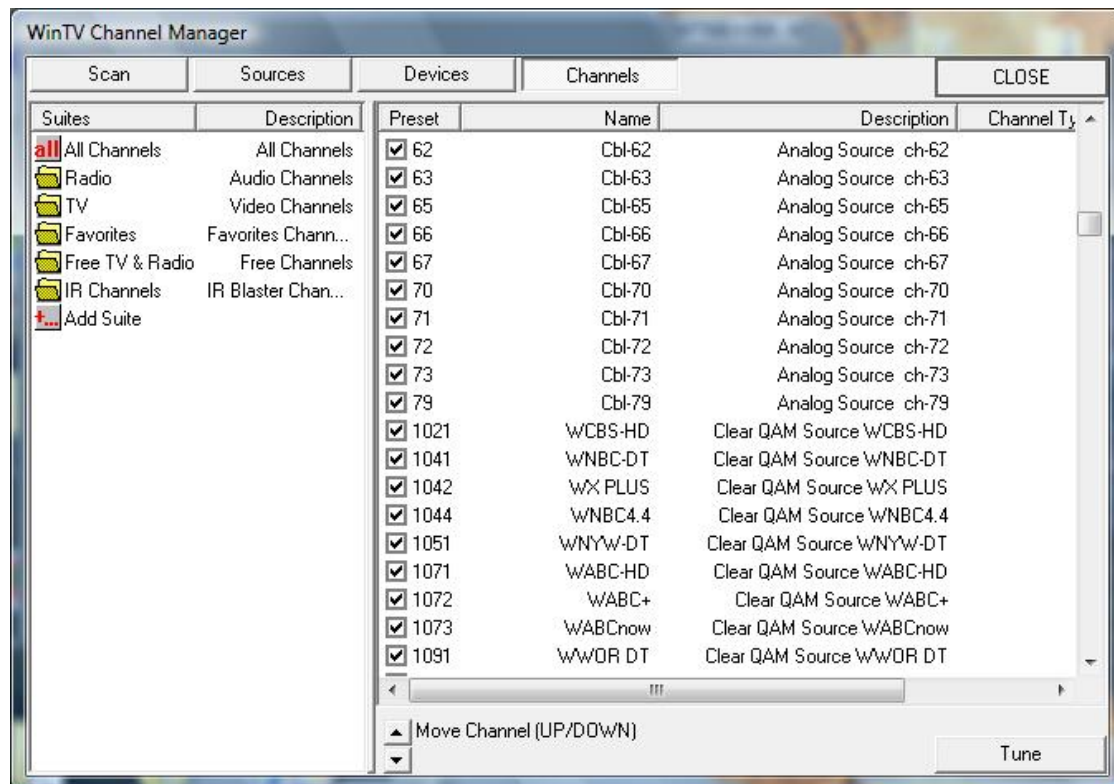 WinTV Channel Manager
Scan Sources Devices Channels CLOSE
Suites Description Preset Name Description Channel Ty
all All Channels All Channels
Radio Audio Channels
TV Video Channels
Favorites Favorites Chann...
Free TV & Radio Free Channels
IR Channels IR Blaster Chan...
+... Add Suite
62 Cbl-62 Analog Source ch-62
63 Cbl-63 Analog Source ch-63
65 Cbl-65 Analog Source ch-65
66 Cbl-66 Analog Source ch-66
67 Cbl-67 Analog Source ch-67
70 Cbl-70 Analog Source ch-70
71 Cbl-71 Analog Source ch-71
72 Cbl-72 Analog Source ch-72
73 Cbl-73 Analog Source ch-73
79 Cbl-79 Analog Source ch-79
1021 WCBS-HD Clear QAM Source WCBS-HD
1041 WNBC-DT Clear QAM Source WNBC-DT
1042 WX PLUS Clear QAM Source WX PLUS
1044 WNBC4.4 Clear QAM Source WNBC4.4
1051 WNYW-DT Clear QAM Source WNYW-DT
1071 WABC-HD Clear QAM Source WABC-HD
1072 WABC+ Clear QAM Source WABC+
1073 WABCnow Clear QAM Source WABCnow
1091 WWOR DT Clear QAM Source WWOR DT
Move Channel (UP/DOWN)
Tune